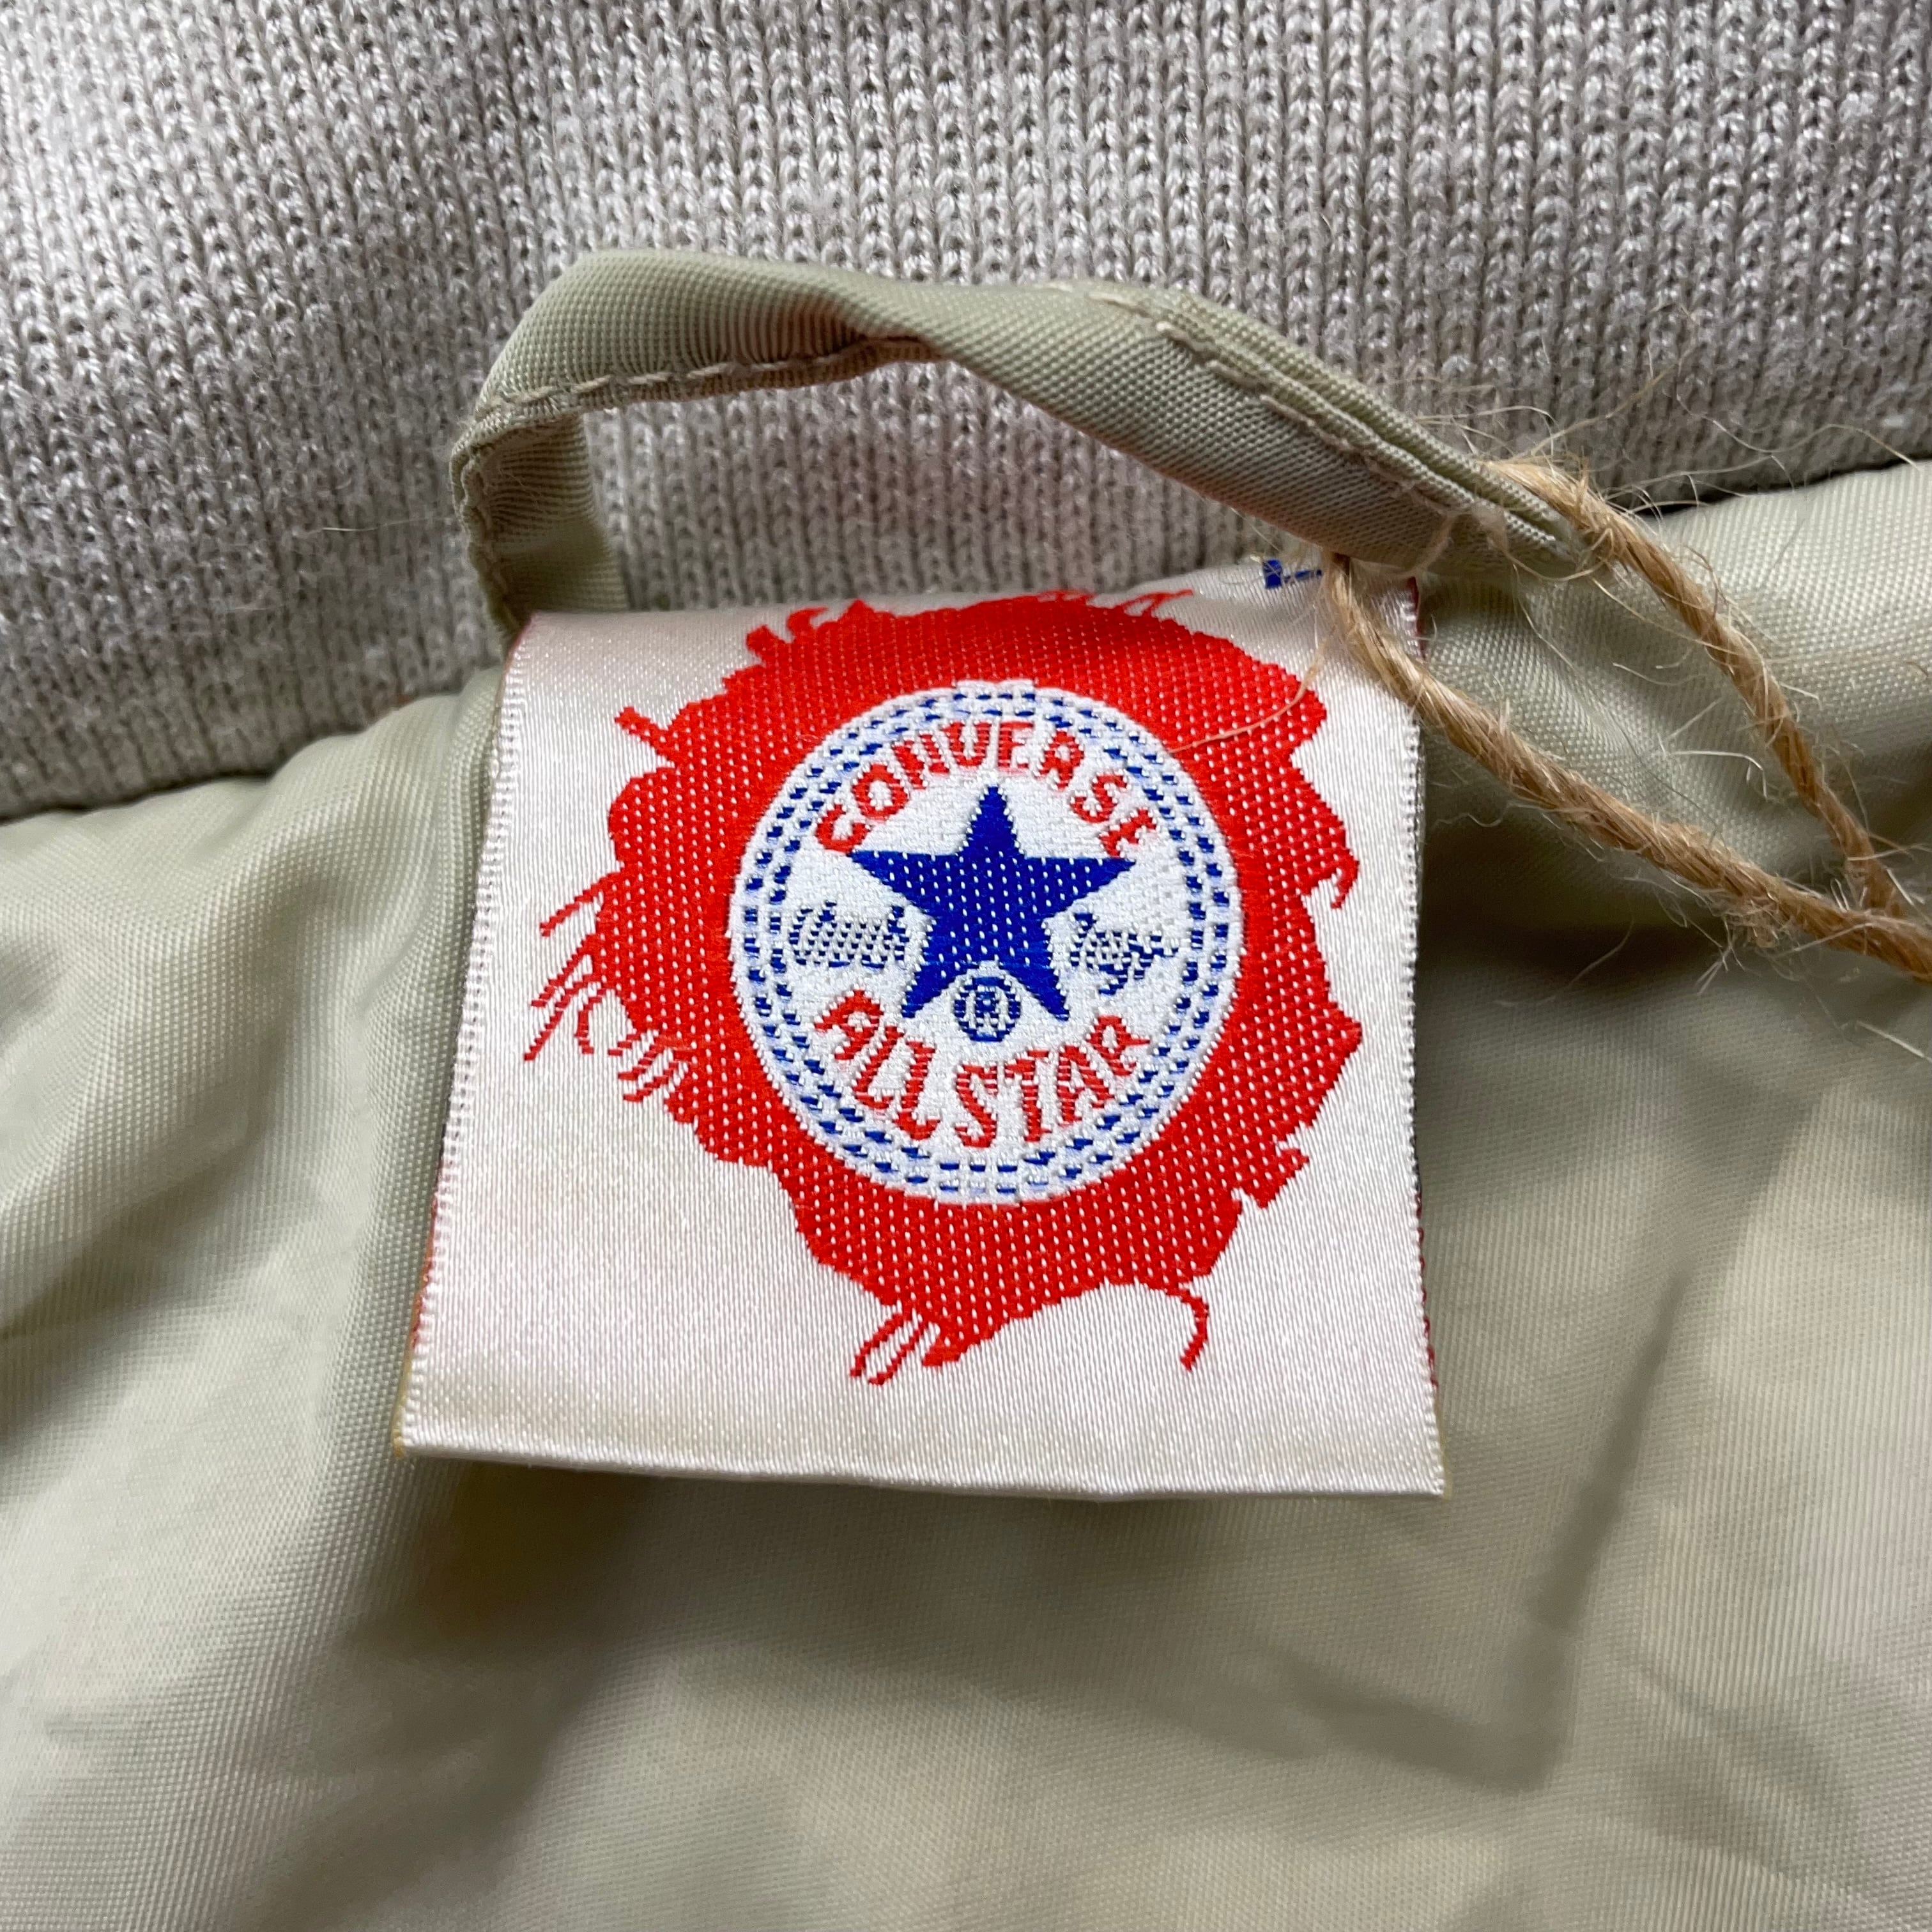 L
CONVERSE
Chuck Taylor
®
ALL STAR